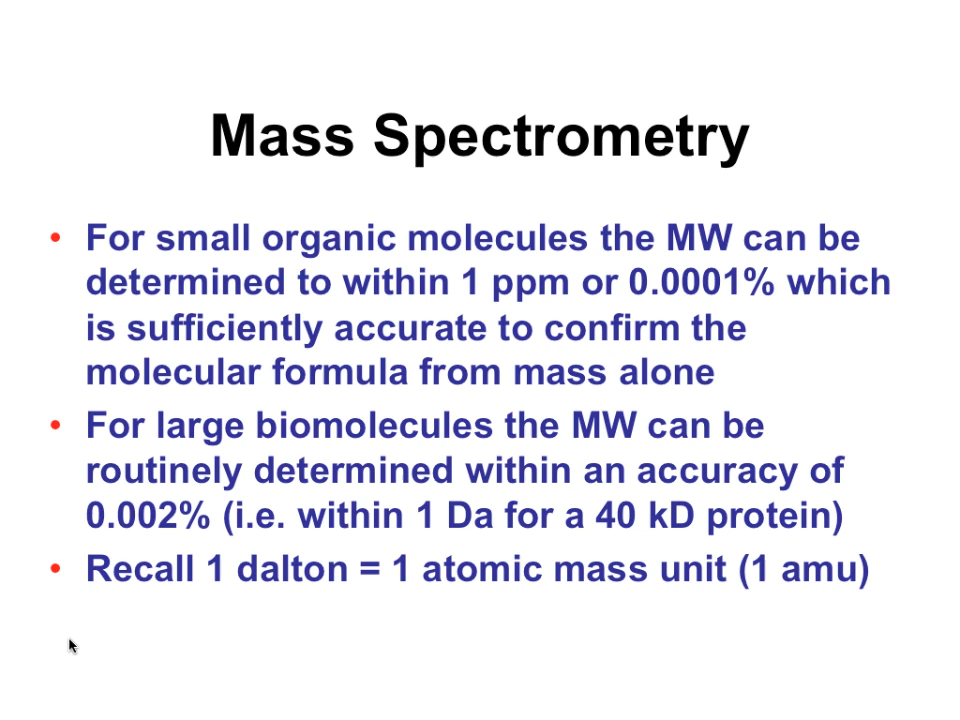 Mass Spectrometry
• For small organic molecules the MW can be
determined to within 1 ppm or 0.0001% which
is sufficiently accurate to confirm the
molecular formula from mass alone
• For large biomolecules the MW can be
routinely determined within an accuracy of
0.002% (i.e. within 1 Da for a 40 kD protein)
• Recall 1 dalton = 1 atomic mass unit (1 amu)